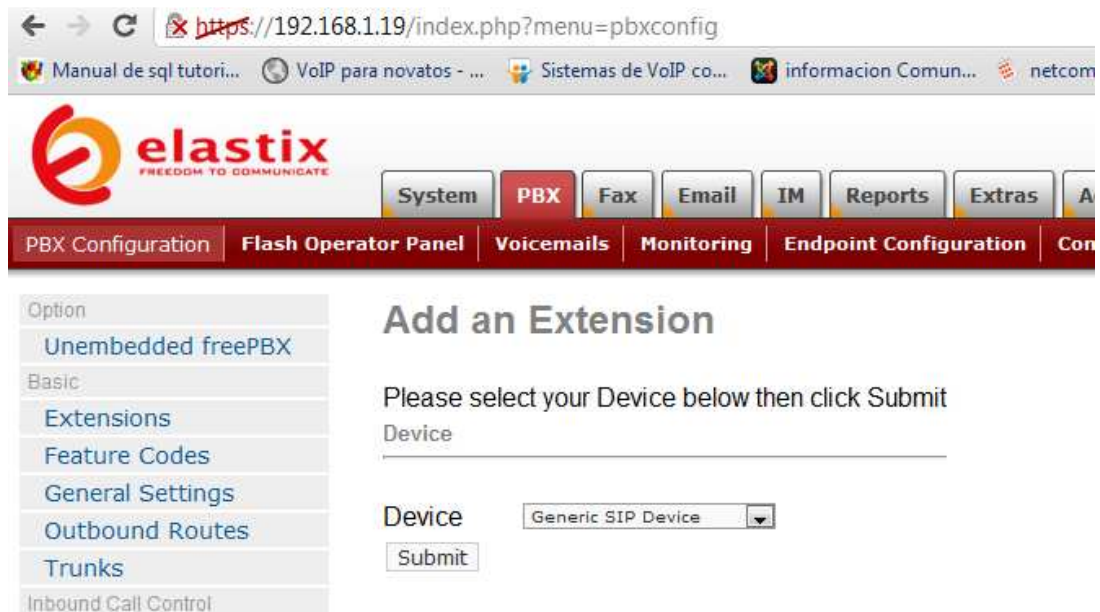 https://192.168.1.19/index.php?menu=pbxconfig
Manual de sql tutori... VoIP para novatos - ... Sistemas de VoIP co... informacion Comun... netcom
elastix
FREEDOM TO COMMUNICATE
System PBX Fax Email IM Reports Extras A
PBX Configuration Flash Operator Panel Voicemails Monitoring Endpoint Configuration Con
Option
Unembedded freePBX
Basic
Extensions
Feature Codes
General Settings
Outbound Routes
Trunks
Inbound Call Control
Add an Extension
Please select your Device below then click Submit
Device
Device Generic SIP Device
Submit